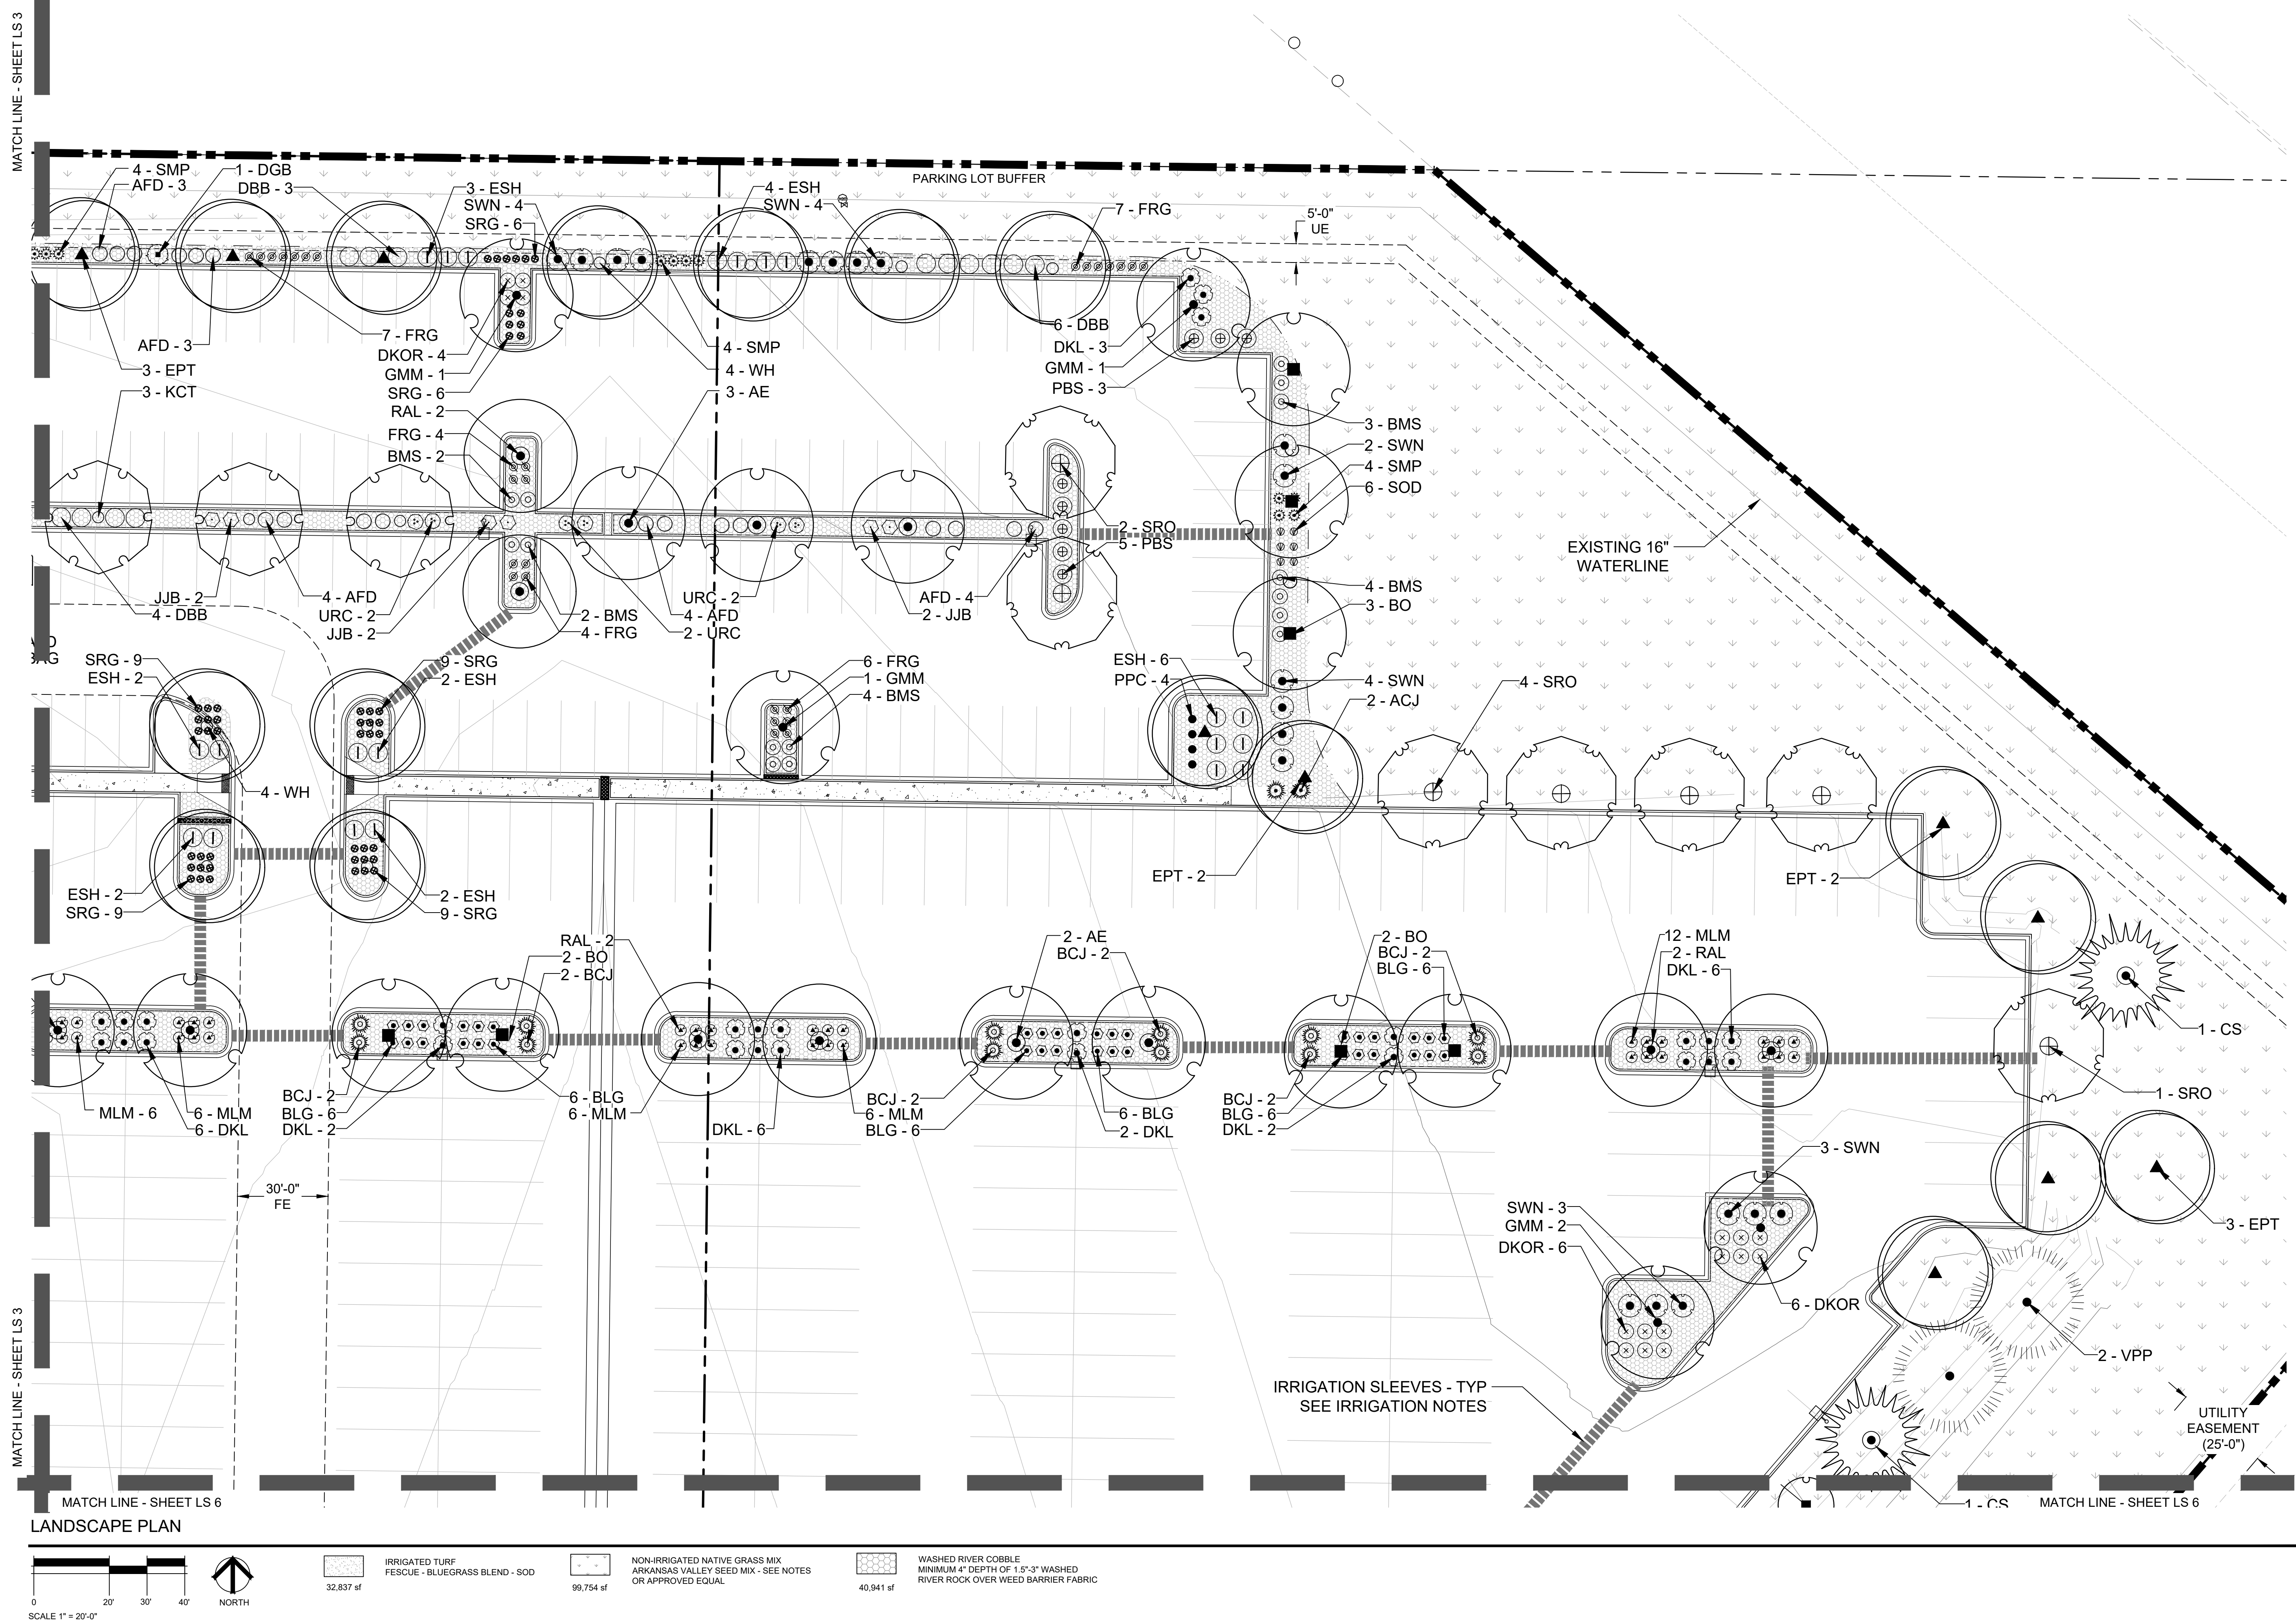 MATCH LINE - SHEET LS 3
4 - SMP
AFD - 3
1 - DGB
DBB - 3
3 - ESH
SWN - 4
SRG - 6
4 - ESH
SWN - 4
PARKING LOT BUFFER
7 - FRG
5'-0"
UE
AFD - 3
3 - EPT
3 - KCT
7 - FRG
DKOR - 4
GMM - 1
SRG - 6
RAL - 2
FRG - 4
BMS - 2
4 - SMP
4 - WH
3 - AE
6 - DBB
DKL - 3
GMM - 1
PBS - 3
3 - BMS
2 - SWN
4 - SMP
6 - SOD
2 - SRO
5 - PBS
EXISTING 16"
WATERLINE
JJB - 2
4 - DBB
4 - AFD
URC - 2
JJB - 2
2 - BMS
4 - FRG
URC - 2
4 - AFD
2 - URC
AFD - 4
2 - JJB
4 - BMS
3 - BO
SRG - 9
ESH - 2
9 - SRG
2 - ESH
6 - FRG
1 - GMM
4 - BMS
ESH - 6
PPC - 4
4 - SWN
2 - ACJ
4 - SRO
4 - WH
EPT - 2
EPT - 2
ESH - 2
SRG - 9
2 - ESH
9 - SRG
RAL - 2
2 - BO
2 - BCJ
2 - AE
BCJ - 2
2 - BO
BCJ - 2
BLG - 6
12 - MLM
2 - RAL
DKL - 6
1 - CS
1 - SRO
MLM - 6
6 - MLM
6 - DKL
BCJ - 2
BLG - 6
DKL - 2
6 - BLG
6 - MLM
DKL - 6
BCJ - 2
6 - MLM
BLG - 6
6 - BLG
2 - DKL
BCJ - 2
BLG - 6
DKL - 2
3 - SWN
30'-0"
FE
SWN - 3
GMM - 2
DKOR - 6
3 - EPT
6 - DKOR
2 - VPP
IRRIGATION SLEEVES - TYP
SEE IRRIGATION NOTES
UTILITY
EASEMENT
(25'-0")
MATCH LINE - SHEET LS 3
1 - CS
MATCH LINE - SHEET LS 6
MATCH LINE - SHEET LS 6
LANDSCAPE PLAN
0 20' 30' 40'
SCALE 1" = 20'-0"
NORTH
32,837 sf
IRRIGATED TURF
FESCUE - BLUEGRASS BLEND - SOD
99,754 sf
NON-IRRIGATED NATIVE GRASS MIX
ARKANSAS VALLEY SEED MIX - SEE NOTES
OR APPROVED EQUAL
40,941 sf
WASHED RIVER COBBLE
MINIMUM 4" DEPTH OF 1.5"-3" WASHED
RIVER ROCK OVER WEED BARRIER FABRIC